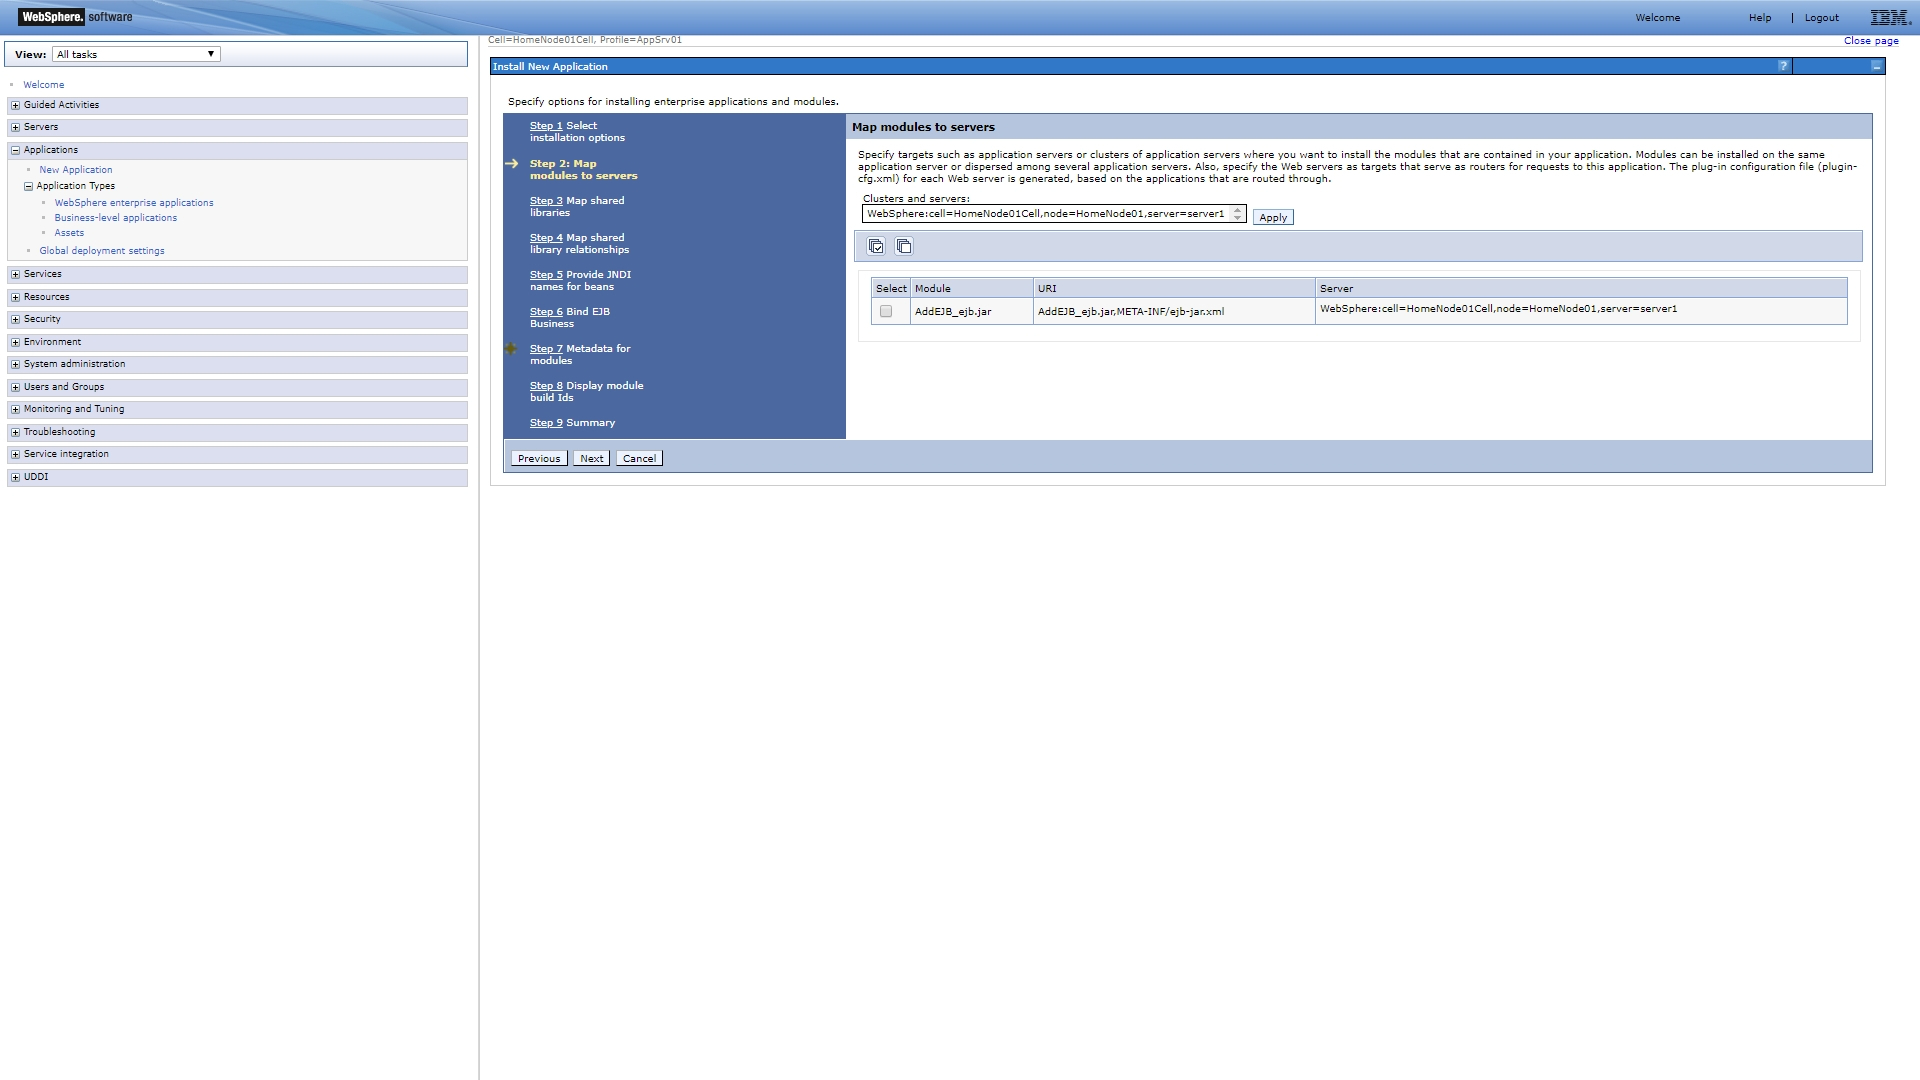 WebSphere. software
Welcome Help | Logout IBM.
View: All tasks
Cell=HomeNode01Cell, Profile=AppSrv01
Close page
Welcome
Guided Activities
Servers
Applications
New Application
Application Types
WebSphere enterprise applications
Business-level applications
Assets
Global deployment settings
Services
Resources
Security
Environment
System administration
Users and Groups
Monitoring and Tuning
Troubleshooting
Service integration
UDDI
Install New Application
?
Specify options for installing enterprise applications and modules.
Step 1 Select
installation options
Step 2: Map
modules to servers
Step 3 Map shared
libraries
Step 4 Map shared
library relationships
Step 5 Provide JNDI
names for beans
Step 6 Bind EJB
Business
Step 7 Metadata for
modules
Step 8 Display module
build Ids
Step 9 Summary
Map modules to servers
Specify targets such as application servers or clusters of application servers where you want to install the modules that are contained in your application. Modules can be installed on the same
application server or dispersed among several application servers. Also, specify the Web servers as targets that serve as routers for requests to this application. The plug-in configuration file (plugin-
cfg.xml) for each Web server is generated, based on the applications that are routed through.
Clusters and servers:
WebSphere:cell=HomeNode01Cell,node=HomeNode01,server=server1
Apply
Select Module URI Server
AddEJB_ejb.jar AddEJB_ejb.jar,META-INF/ejb-jar.xml WebSphere:cell=HomeNode01Cell,node=HomeNode01,server=server1
Previous Next Cancel